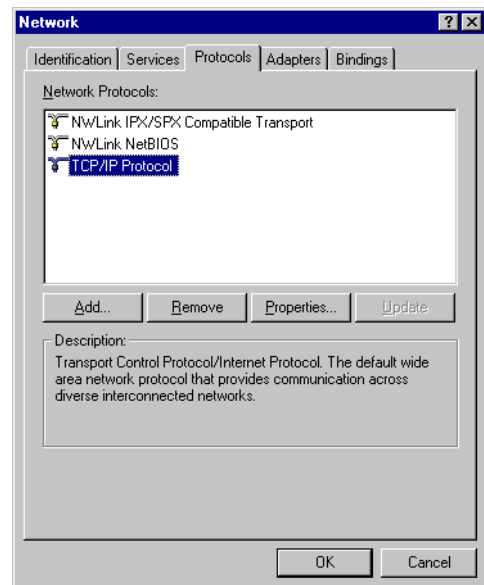 Network
Identification Services Protocols Adapters Bindings
Network Protocols:
NWLink IPX/SPX Compatible Transport
NWLink NetBIOS
TCP/IP Protocol
Add... Remove Properties... Update
Description:
Transport Control Protocol/Internet Protocol. The default wide
area network protocol that provides communication across
diverse interconnected networks.
OK Cancel